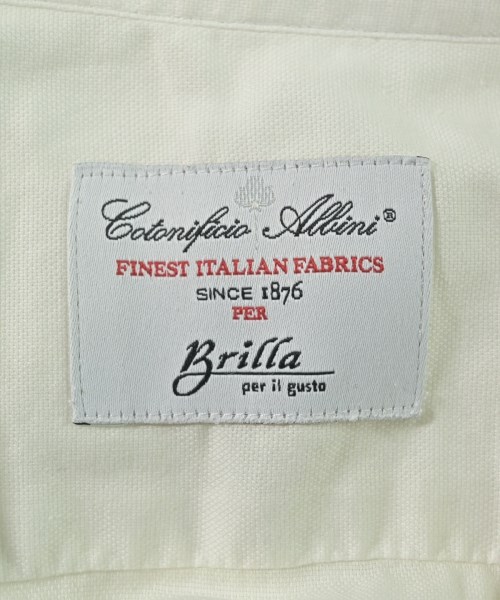 Cotonificio Albini®
FINEST ITALIAN FABRICS
SINCE 1876
PER
Brilla
per il gusto